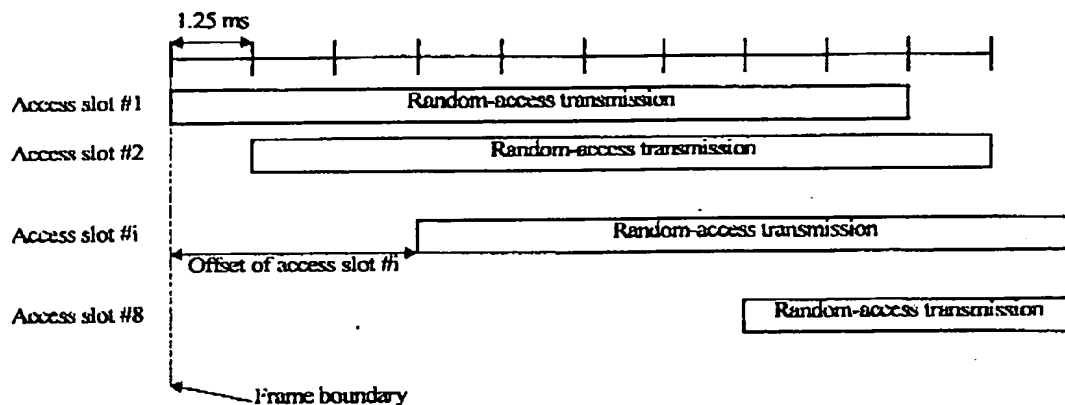 1.25 ms
Access slot #1
Random-access transmission
Access slot #2
Random-access transmission
Access slot #i
Random-access transmission
Offset of access slot #i
Access slot #8
Random-access transmission
Frame boundary